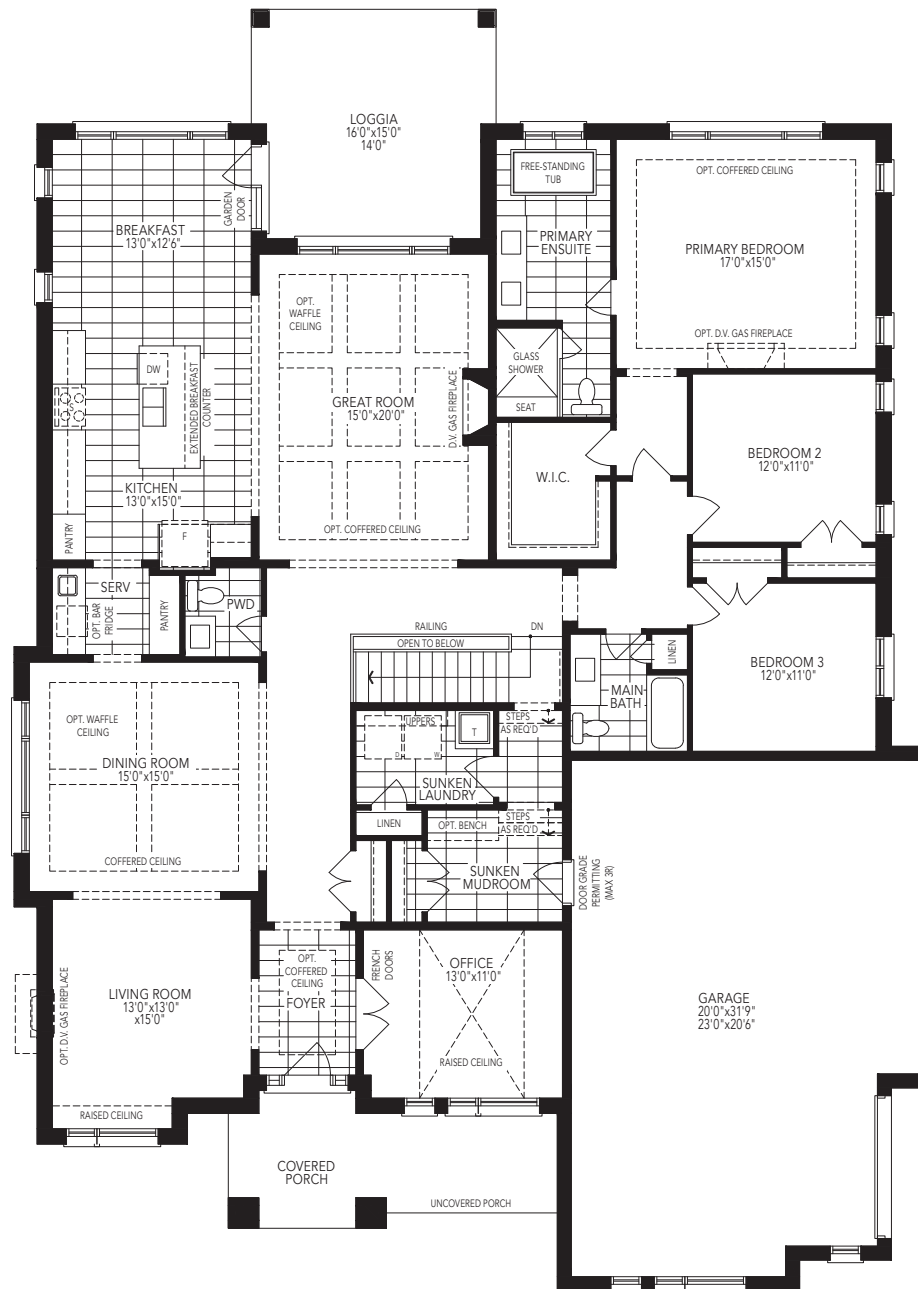 LOGGIA
16'0"x15'0"
14'0"
FREE-STANDING
TUB
OPT. COFFERED CEILING
GARDEN
DOOR
BREAKFAST
13'0"x12'6"
PRIMARY
ENSUITE
PRIMARY BEDROOM
17'0"x15'0"
OPT.
WAFFLE
CEILING
OPT. D.V. GAS FIREPLACE
DW
GLASS
SHOWER
SEAT
EXTENDED BREAKFAST
COUNTER
GREAT ROOM
15'0"x20'0"
D.V. GAS FIREPLACE
BEDROOM 2
12'0"x11'0"
W.I.C.
KITCHEN
13'0"x15'0"
PANTRY
F
OPT. COFFERED CEILING
SERV
OPT. BAR
FRIDGE
PANTRY
PWD
RAILING
DN
OPEN TO BELOW
LINEN
BEDROOM 3
12'0"x11'0"
MAIN
BATH
OPT. WAFFLE
CEILING
UPPERS
D
W
T
STEPS
AS REQ'D
DINING ROOM
15'0"x15'0"
SUNKEN
LAUNDRY
LINEN
OPT. BENCH
STEPS
AS REQ'D
COFFERED CEILING
SUNKEN
MUDROOM
DOOR GRADE
PERMITTING
(MAX 3R)
OPT. D.V. GAS FIREPLACE
LIVING ROOM
13'0"x13'0"
x15'0"
OPT.
COFFERED
CEILING
FOYER
FRENCH
DOORS
OFFICE
13'0"x11'0"
GARAGE
20'0"x31'9"
23'0"x20'6"
RAISED CEILING
RAISED CEILING
COVERED
PORCH
UNCOVERED PORCH